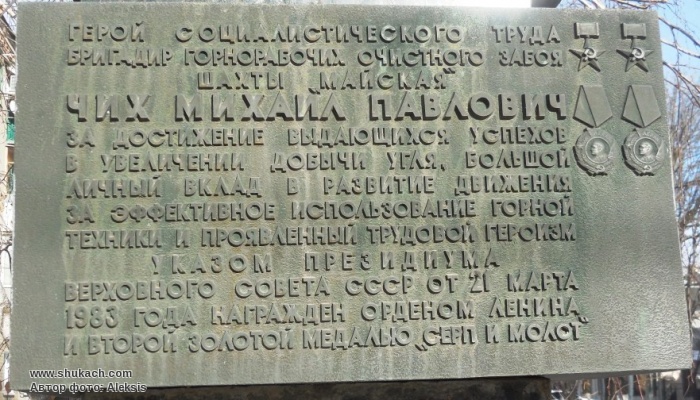 ГЕРОЙ СОЦИАЛИСТИЧЕСКОГО ТРУДА
БРИГАДИР ГОРНОРАБОЧИХ ОЧИСТНОГО ЗАБОЯ
ШАХТЫ „МАЙСКАЯ“
ЧИХ МИХАИЛ ПАВЛОВИЧ
ЗА ДОСТИЖЕНИЕ ВЫДАЮЩИХСЯ УСПЕХОВ
В УВЕЛИЧЕНИИ ДОБЫЧИ УГЛЯ, БОЛЬШОЙ
ЛИЧНЫЙ ВКЛАД В РАЗВИТИЕ ДВИЖЕНИЯ
ЗА ЭФФЕКТИВНОЕ ИСПОЛЬЗОВАНИЕ ГОРНОЙ
ТЕХНИКИ И ПРОЯВЛЕННЫЙ ТРУДОВОЙ ГЕРОИЗМ
УКАЗОМ ПРЕЗИДИУМА
ВЕРХОВНОГО СОВЕТА СССР ОТ 21 МАРТА
1983 ГОДА НАГРАЖДЕН ОРДЕНОМ ЛЕНИНА
И ВТОРОЙ ЗОЛОТОЙ МЕДАЛЬЮ „СЕРП И МОЛОТ“
www.shukach.com
Автор фото: Aleksis